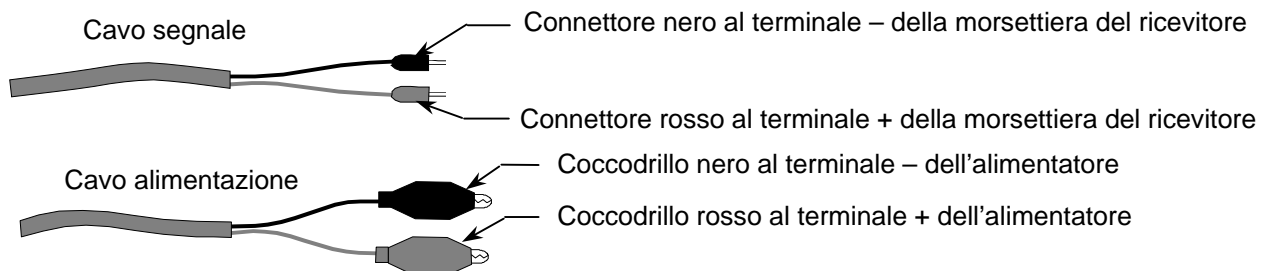 Cavo segnale
Connettore nero al terminale – della morsettiera del ricevitore
Connettore rosso al terminale + della morsettiera del ricevitore
Cavo alimentazione
Coccodrillo nero al terminale – dell’alimentatore
Coccodrillo rosso al terminale + dell’alimentatore